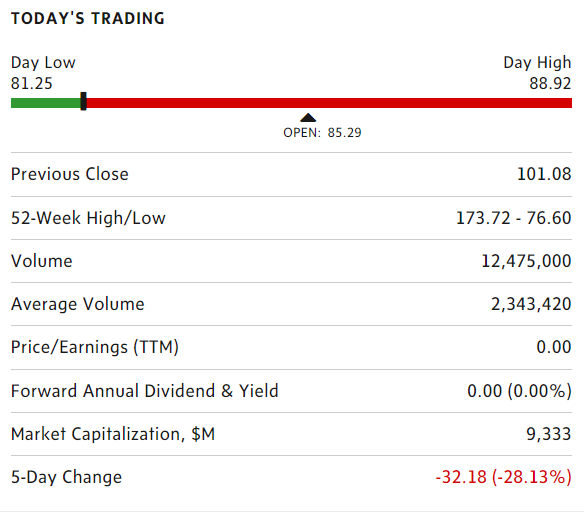 TODAY'S TRADING
Day Low Day High
81.25 88.92
OPEN: 85.29
Previous Close 101.08
52-Week High/Low 173.72 - 76.60
Volume 12,475,000
Average Volume 2,343,420
Price/Earnings (TTM) 0.00
Forward Annual Dividend & Yield 0.00 (0.00%)
Market Capitalization, $M 9,333
5-Day Change -32.18 (-28.13%)